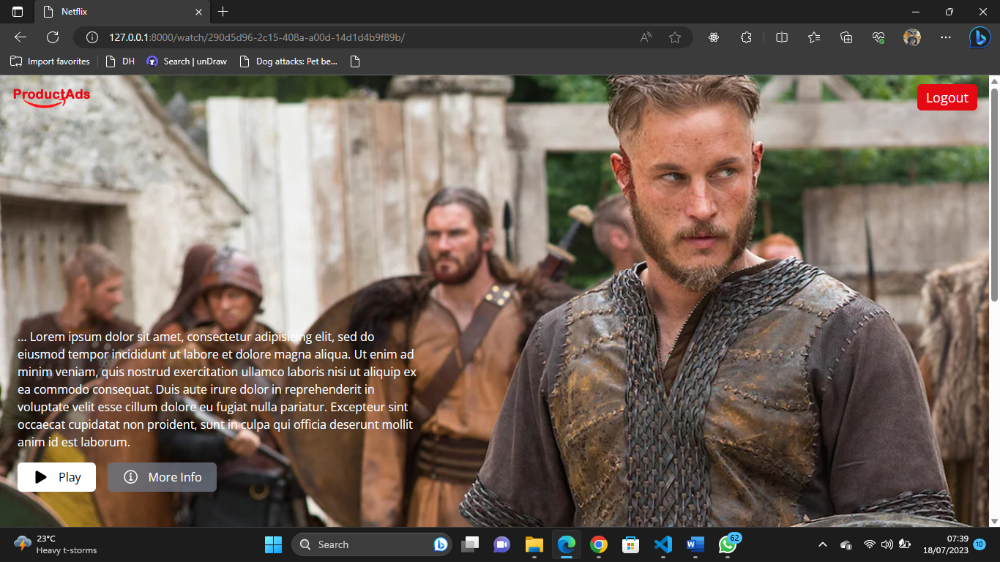 Netflix
127.0.0.1:8000/watch/290d5d96-2c15-408a-a00d-14d1d4b9f89b/
Import favorites
DH
Search | unDraw
Dog attacks: Pet be...
ProductAds
Logout
... Lorem ipsum dolor sit amet, consectetur adipisicing elit, sed do
eiusmod tempor incididunt ut labore et dolore magna aliqua. Ut enim ad
minim veniam, quis nostrud exercitation ullamco laboris nisi ut aliquip ex
ea commodo consequat. Duis aute irure dolor in reprehenderit in
voluptate velit esse cillum dolore eu fugiat nulla pariatur. Excepteur sint
occaecat cupidatat non proident, sunt in culpa qui officia deserunt mollit
anim id est laborum.
Play
More Info
23°C
Heavy t-storms
Search
62
07:39
18/07/2023
10